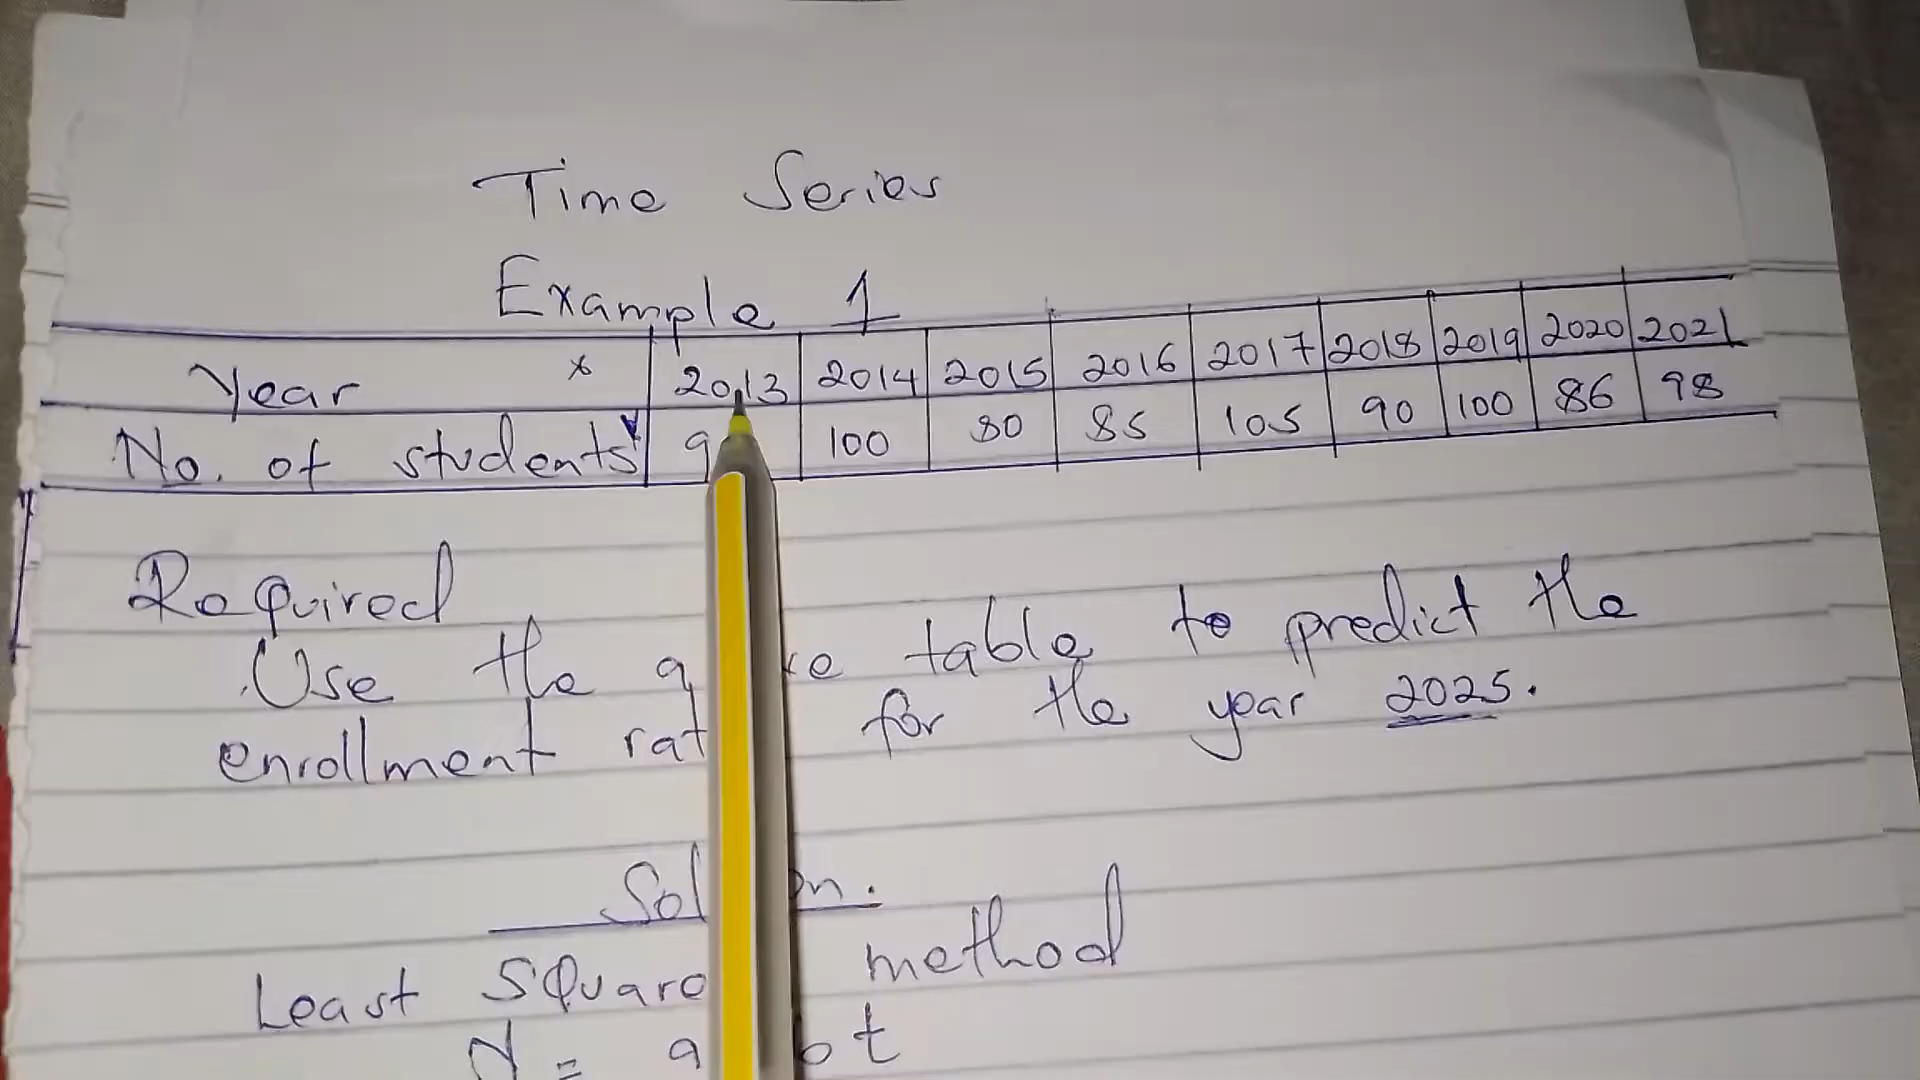 Time Series
Example 1
Year x 2013 2014 2015 2016 2017 2018 2019 2020 2021
No. of students Y 9 100 80 85 105 90 100 86 98
Required
Use the table to predict the
enrollment for the year 2025.
Least Square method
Y = a b t